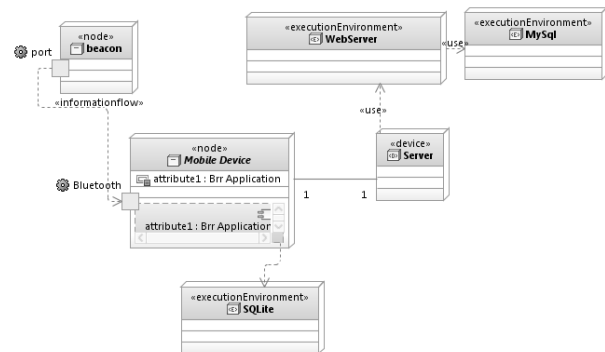 «node»
beacon
port
«informationflow»
«executionEnvironment»
WebServer
«use»
«executionEnvironment»
MySql
«use»
«device»
Server
«node»
Mobile Device
attribute1 : Brr Application
1
1
Bluetooth
attribute1 : Brr Application
«executionEnvironment»
SQLite